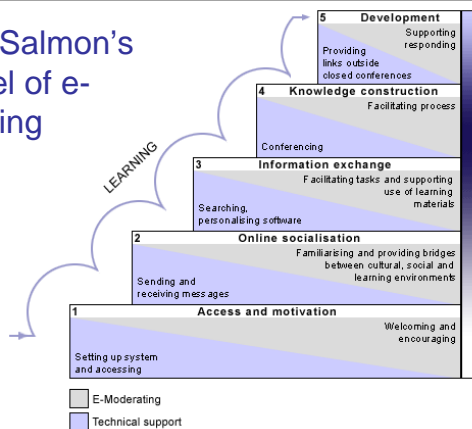 Salmon's
el of e-
ing
LEARNING
5 Development
Supporting
responding
Providing
links outside
closed conferences
4 Knowledge construction
Facilitating process
Conferencing
3 Information exchange
Facilitating tasks and supporting
use of learning
materials
Searching,
personalising software
2 Online socialisation
Familiarising and providing bridges
between cultural, social and
learning environments
Sending and
receiving messages
1 Access and motivation
Welcoming and
encouraging
Setting up system
and accessing
E-Moderating
Technical support